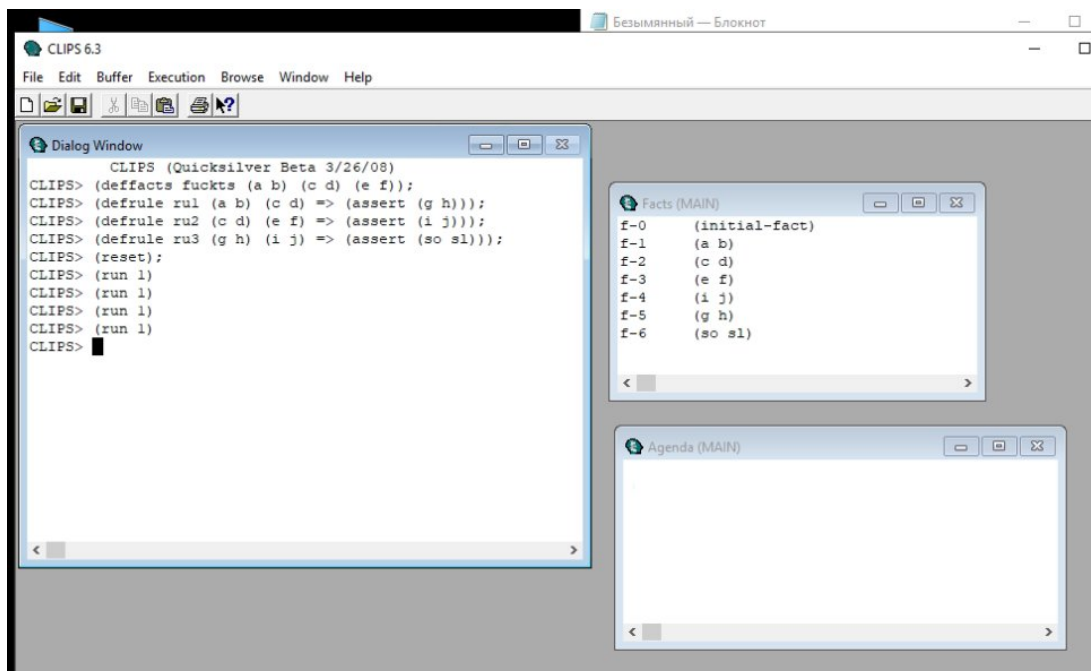 Безымянный — Блокнот
CLIPS 6.3
File Edit Buffer Execution Browse Window Help
Dialog Window
CLIPS (Quicksilver Beta 3/26/08)
CLIPS> (deffacts fuckts (a b) (c d) (e f));
CLIPS> (defrule ru1 (a b) (c d) => (assert (g h)));
CLIPS> (defrule ru2 (c d) (e f) => (assert (i j)));
CLIPS> (defrule ru3 (g h) (i j) => (assert (so sl)));
CLIPS> (reset);
CLIPS> (run 1)
CLIPS> (run 1)
CLIPS> (run 1)
CLIPS> (run 1)
CLIPS>
Facts (MAIN)
f-0 (initial-fact)
f-1 (a b)
f-2 (c d)
f-3 (e f)
f-4 (i j)
f-5 (g h)
f-6 (so sl)
Agenda (MAIN)